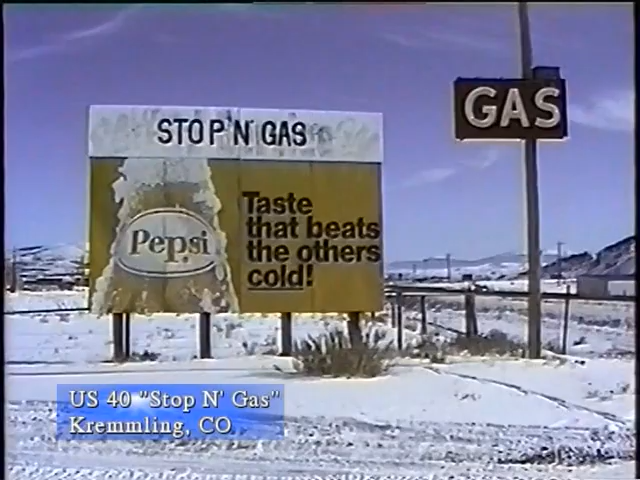 STOP 'N GAS
GAS
Pepsi
Taste
that beats
the others
cold!
US 40 "Stop N' Gas"
Kremmling, CO